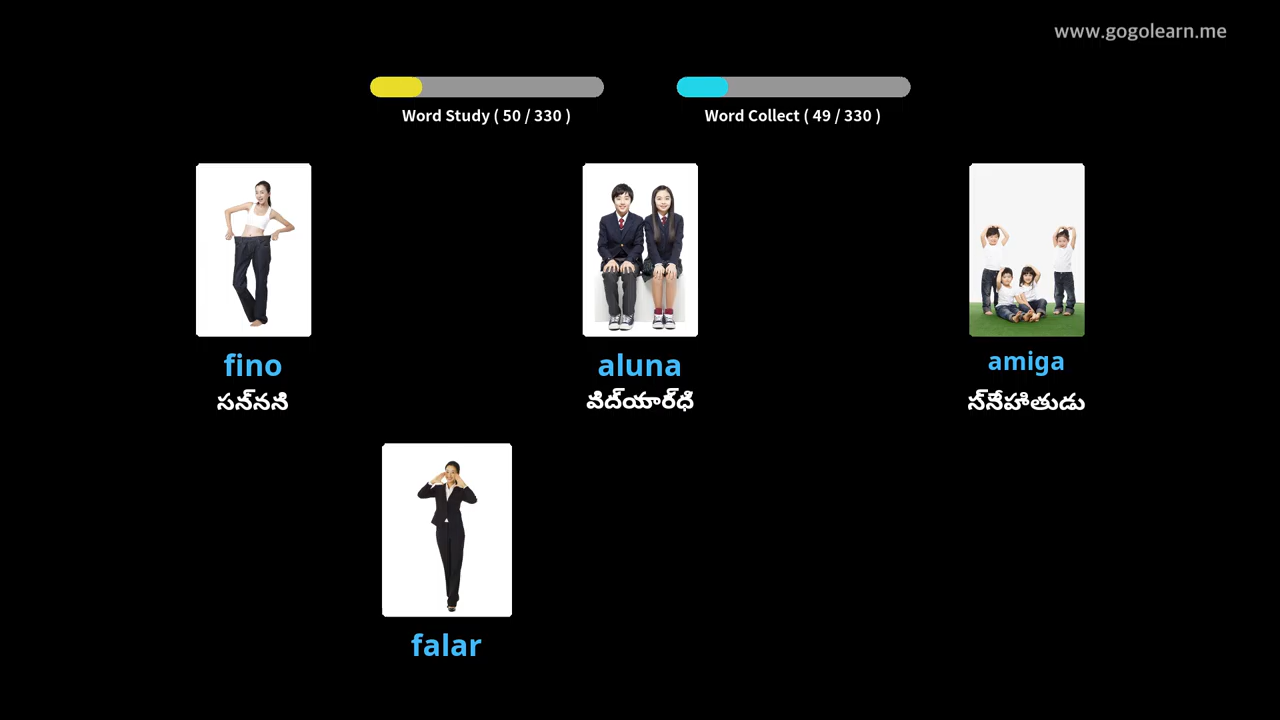 www.gogolearn.me
Word Study ( 50 / 330 )
Word Collect ( 49 / 330 )
fino
సన్‌నని
aluna
విద్‌యార్‌ధి
amiga
స్‌నేహితుడు
falar